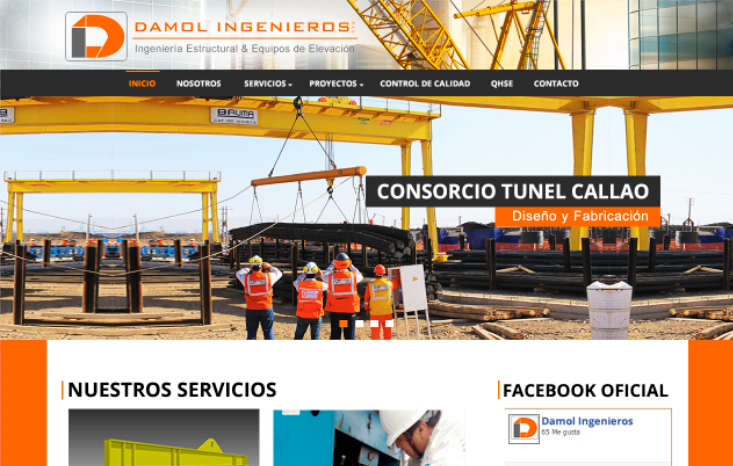 DAMOL INGENIEROS
Ingeniería Estructural & Equipos de Elevación
INICIO NOSOTROS SERVICIOS PROYECTOS CONTROL DE CALIDAD QHSE CONTACTO
CONSORCIO TUNEL CALLAO
Diseño y Fabricación
NUESTROS SERVICIOS
FACEBOOK OFICIAL
Damol Ingenieros
65 Me gusta